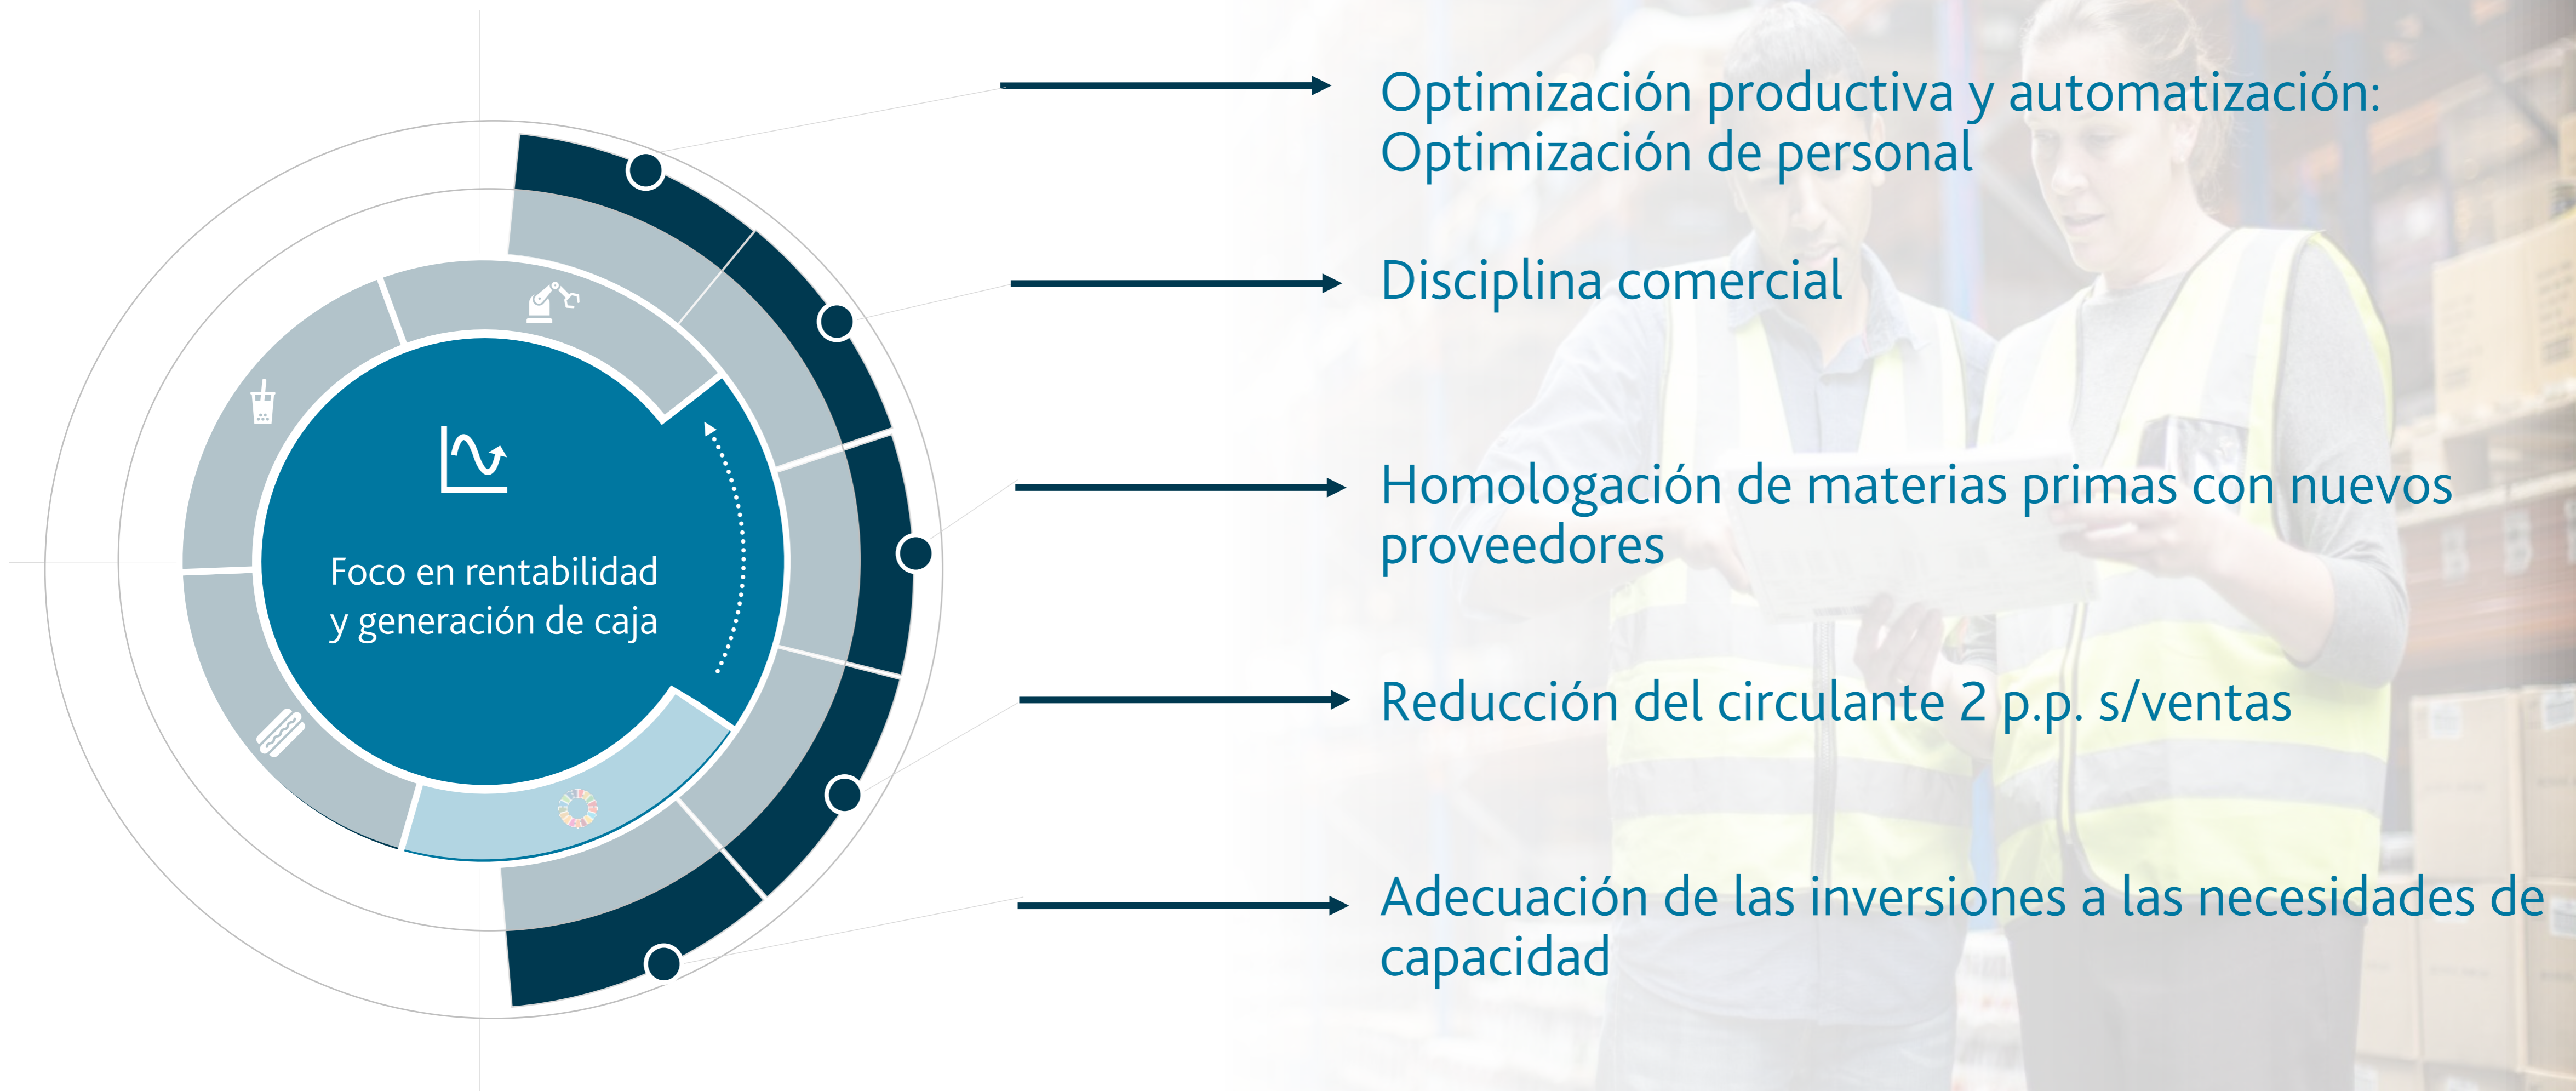 Optimización productiva y automatización:
Optimización de personal
Disciplina comercial
Homologación de materias primas con nuevos
proveedores
Foco en rentabilidad
y generación de caja
Reducción del circulante 2 p.p. s/ventas
Adecuación de las inversiones a las necesidades de
capacidad